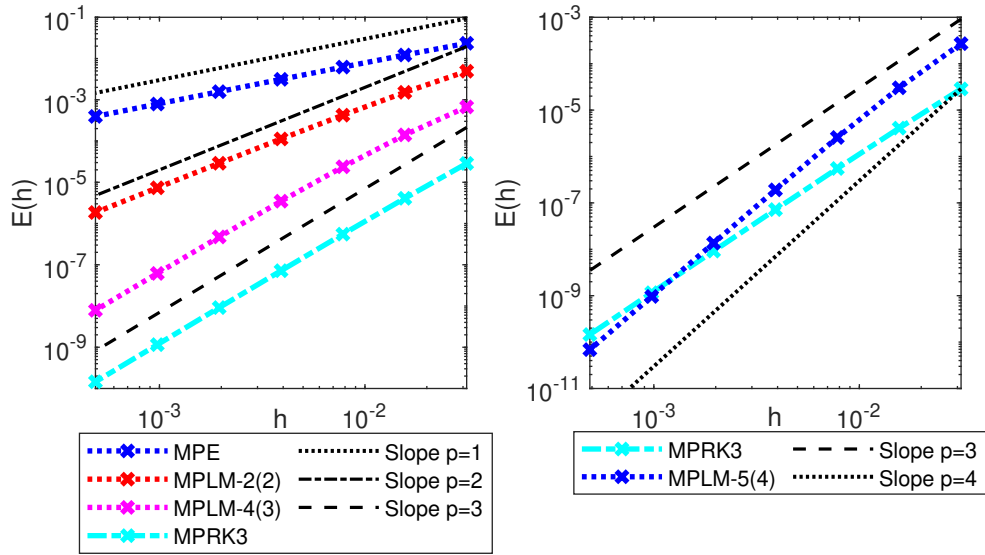 10^-1
10^-3
10^-5
10^-7
10^-9
E(h)
10^-3
h
10^-2
MPE
MPLM-2(2)
MPLM-4(3)
MPRK3
Slope p=1
Slope p=2
Slope p=3
10^-3
10^-5
10^-7
10^-9
10^-11
E(h)
10^-3
h
10^-2
MPRK3
MPLM-5(4)
Slope p=3
Slope p=4